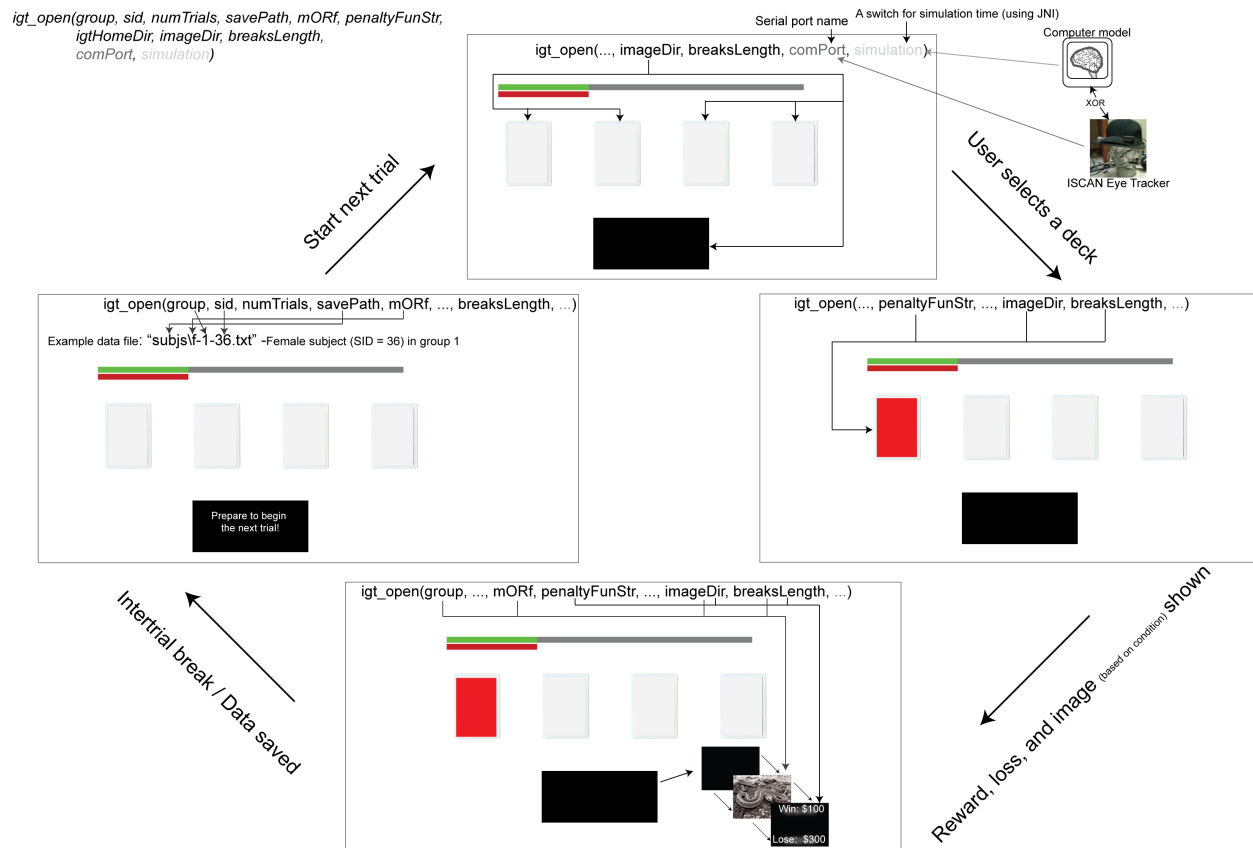 igt_open(group, sid, numTrials, savePath, mORf, penaltyFunStr,
igtHomeDir, imageDir, breaksLength,
comPort, simulation)
Serial port name
A switch for simulation time (using JNI)
igt_open(..., imageDir, breaksLength, comPort, simulation)
Computer model
XOR
ISCAN Eye Tracker
Start next trial
User selects a deck
igt_open(group, sid, numTrials, savePath, mORf, ..., breaksLength, ...)
Example data file: “subjs\f-1-36.txt” -Female subject (SID = 36) in group 1
Prepare to begin
the next trial!
igt_open(..., penaltyFunStr, ..., imageDir, breaksLength, ...)
Intertrial break / Data saved
igt_open(group, ..., mORf, penaltyFunStr, ..., imageDir, breaksLength, ...)
Win: $100
Lose: $300
Reward, loss, and image (based on condition) shown